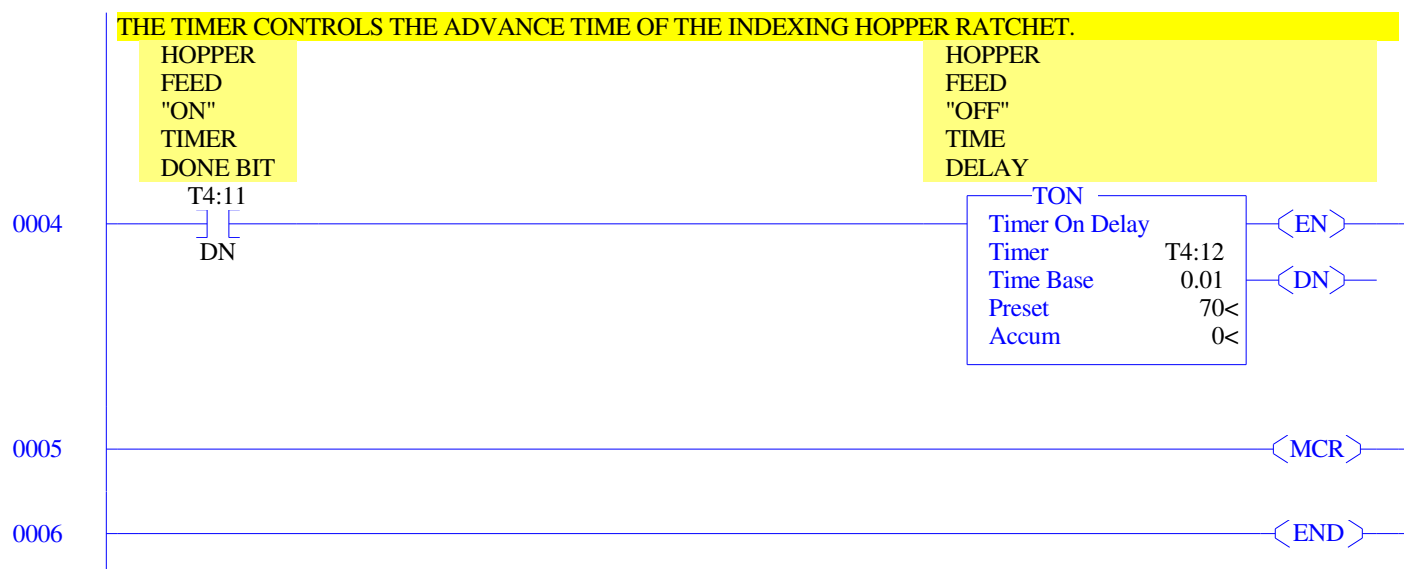 THE TIMER CONTROLS THE ADVANCE TIME OF THE INDEXING HOPPER RATCHET.
HOPPER
FEED
"ON"
TIMER
DONE BIT
HOPPER
FEED
"OFF"
TIME
DELAY
T4:11
TON
0004
Timer On Delay
EN
DN
Timer T4:12
Time Base 0.01
DN
Preset 70<
Accum 0<
0005
MCR
0006
END